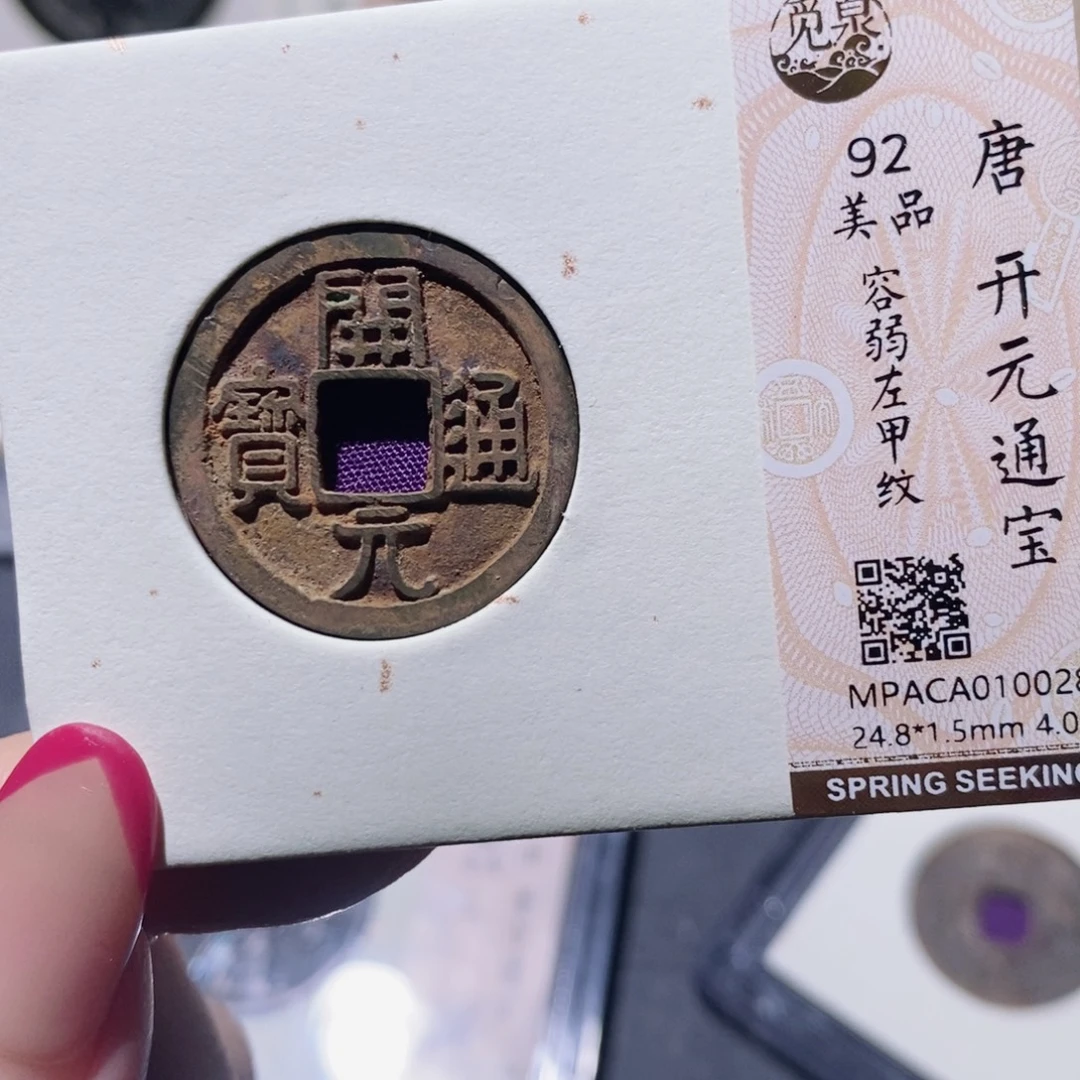 開
通
元
寶
觅泉
唐 开元通宝
92
美品
容弱左甲纹
MPACA010028
24.8*1.5mm 4.0
SPRING SEEKING